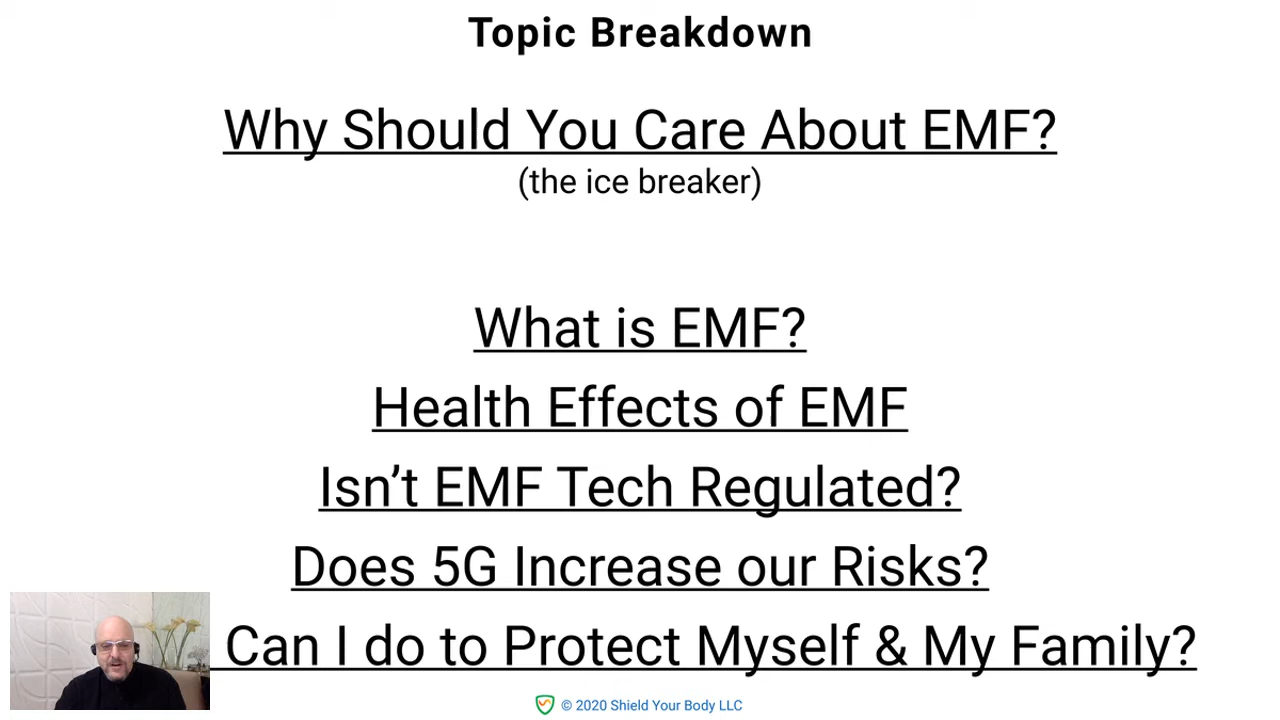 Topic Breakdown
Why Should You Care About EMF?
(the ice breaker)
What is EMF?
Health Effects of EMF
Isn’t EMF Tech Regulated?
Does 5G Increase our Risks?
Can I do to Protect Myself & My Family?
© 2020 Shield Your Body LLC